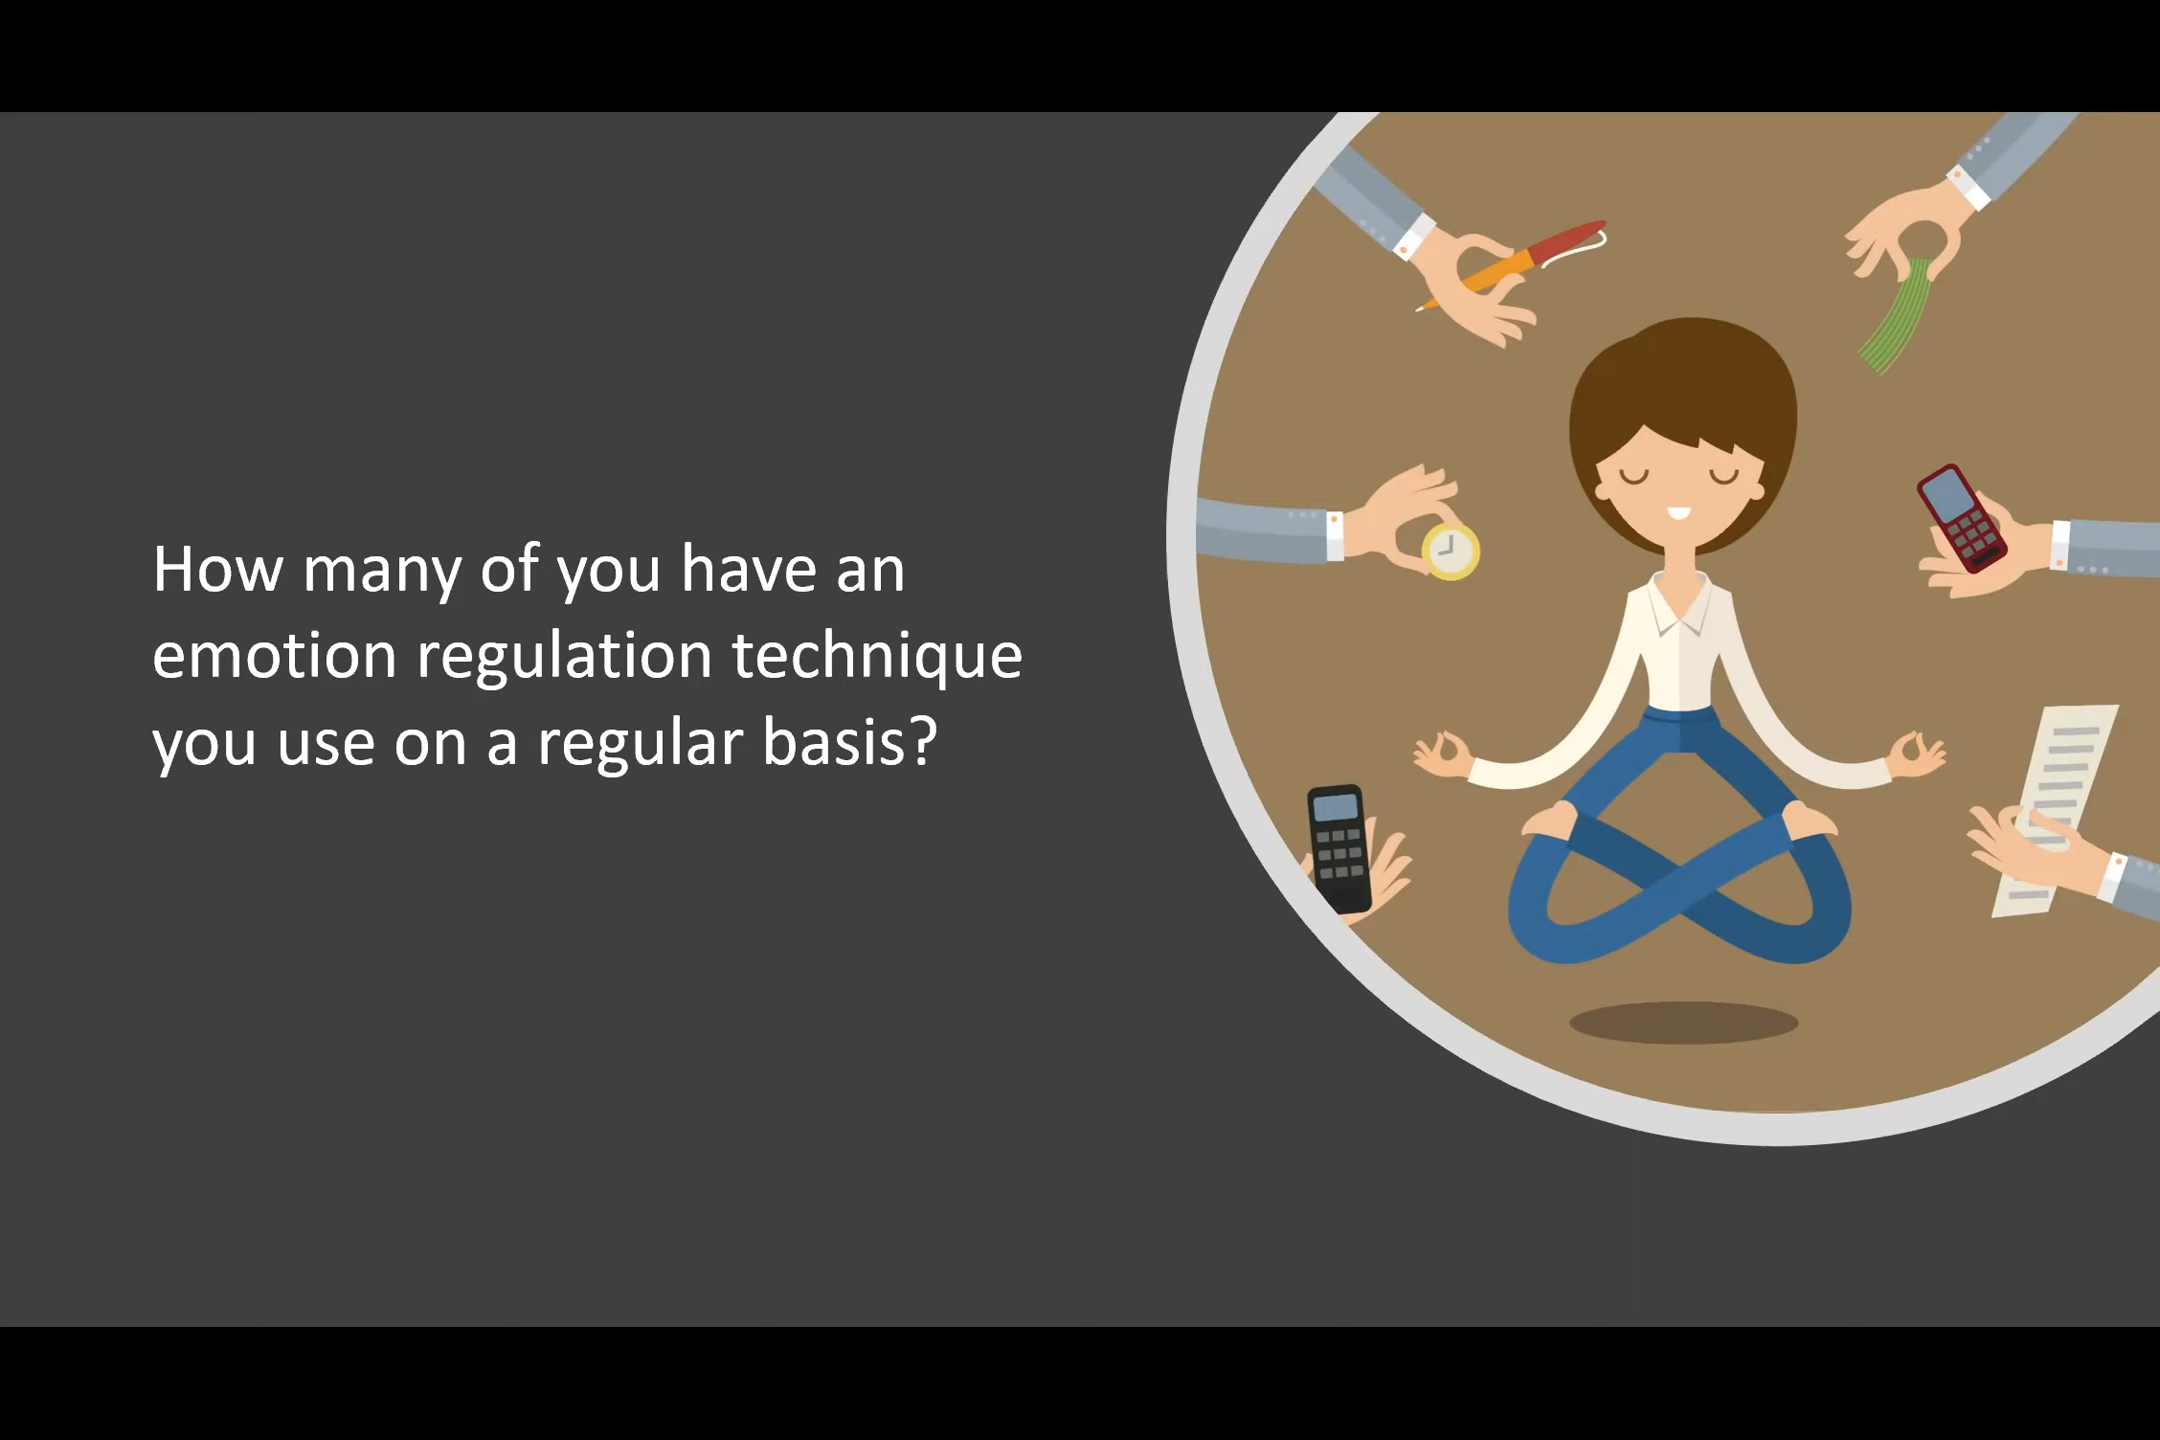 How many of you have an
emotion regulation technique
you use on a regular basis?